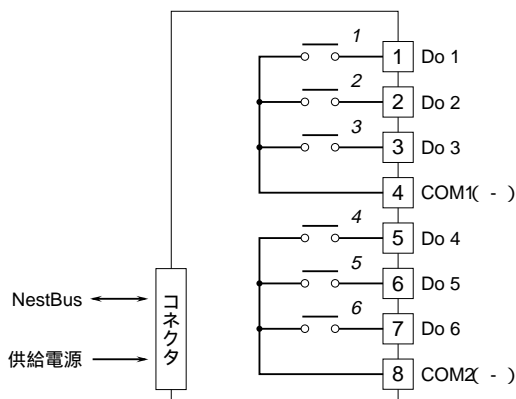 1
1 Do 1
2
2 Do 2
3
3 Do 3
4 COM1( - )
4
5 Do 4
5
6 Do 5
6
7 Do 6
8 COM2( - )
NestBus
コネクタ
供給電源